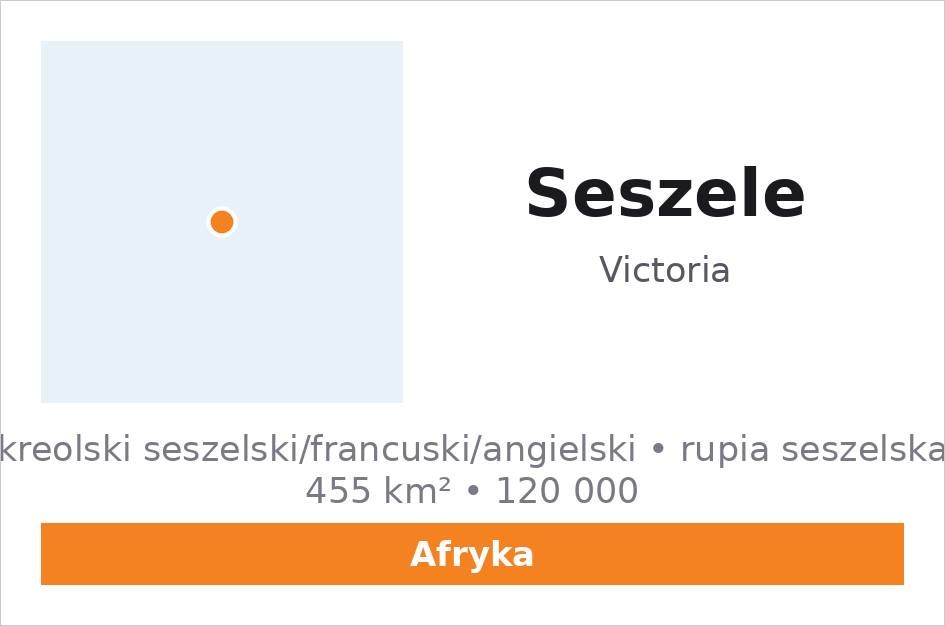 Seszele
Victoria
kreolski seszelski/francuski/angielski • rupia seszelska
455 km² • 120 000
Afryka